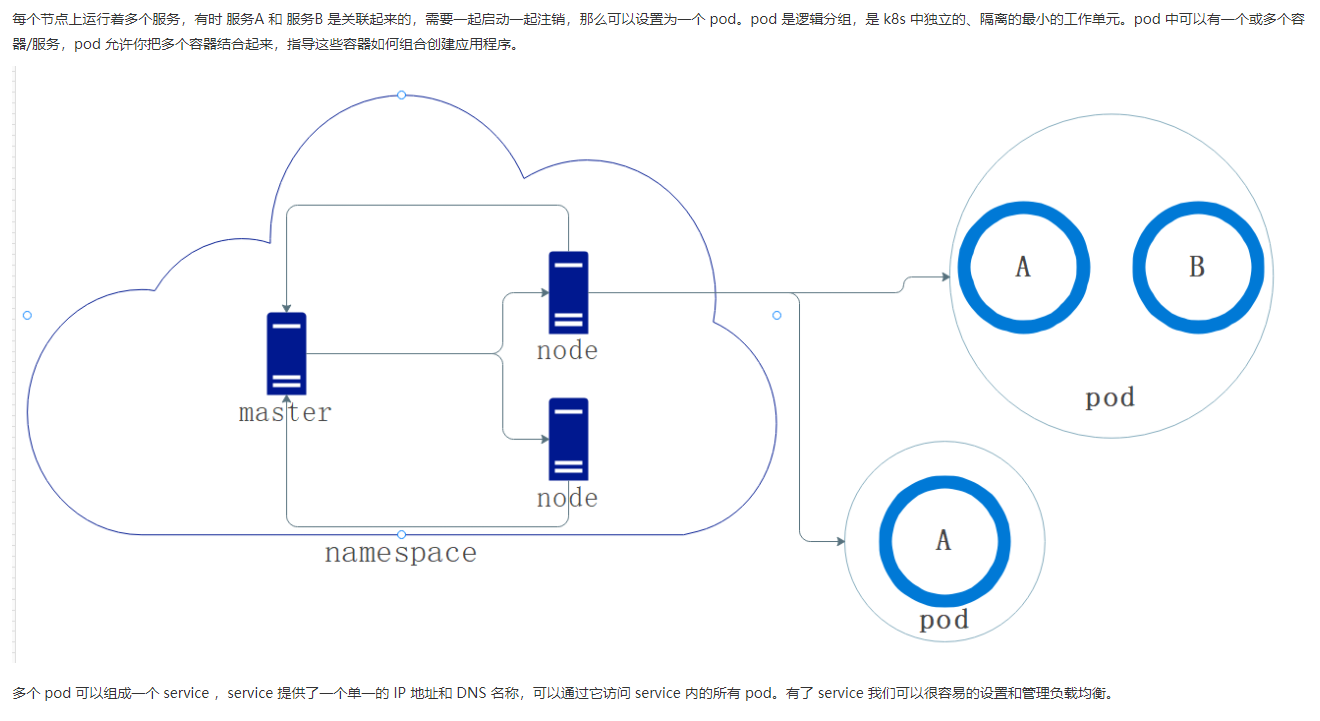 每个节点上运行着多个服务，有时 服务A 和 服务B 是关联起来的，需要一起启动一起注销，那么可以设置为一个 pod。pod 是逻辑分组，是 k8s 中独立的、隔离的最小的工作单元。pod 中可以有一个或多个容
器/服务，pod 允许你把多个容器结合起来，指导这些容器如何组合创建应用程序。
A
B
node
pod
master
node
A
namespace
pod
多个 pod 可以组成一个 service ，service 提供了一个单一的 IP 地址和 DNS 名称，可以通过它访问 service 内的所有 pod。有了 service 我们可以很容易的设置和管理负载均衡。